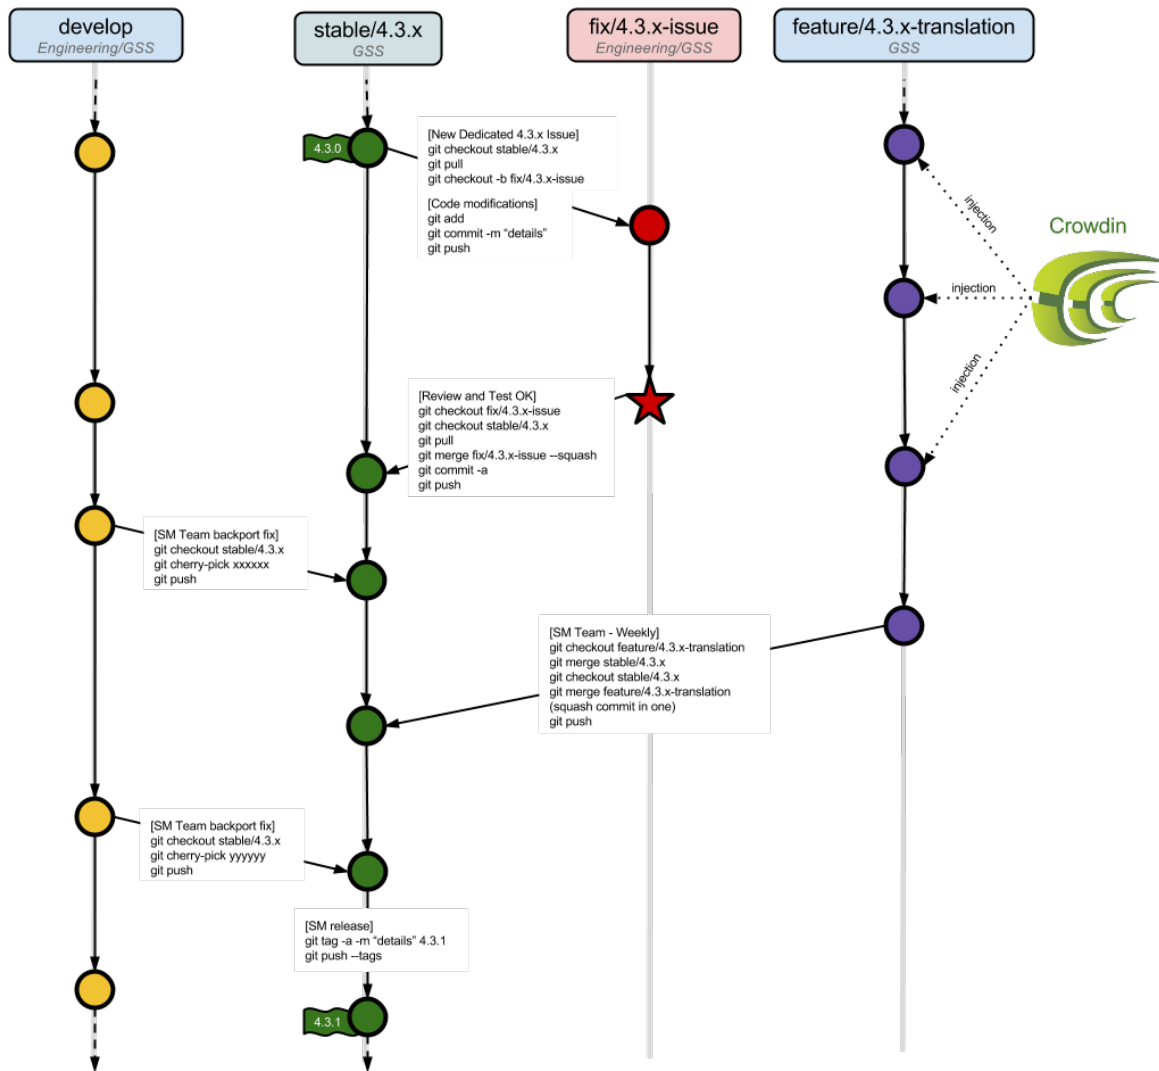 develop
Engineering/GSS
stable/4.3.x
GSS
fix/4.3.x-issue
Engineering/GSS
feature/4.3.x-translation
GSS
4.3.0
[New Dedicated 4.3.x Issue]
git checkout stable/4.3.x
git pull
git checkout -b fix/4.3.x-issue
[Code modifications]
git add
git commit -m “details”
git push
injection
Crowdin
injection
injection
[Review and Test OK]
git checkout fix/4.3.x-issue
git checkout stable/4.3.x
git pull
git merge fix/4.3.x-issue --squash
git commit -a
git push
[SM Team backport fix]
git checkout stable/4.3.x
git cherry-pick xxxxxx
git push
[SM Team - Weekly]
git checkout feature/4.3.x-translation
git merge stable/4.3.x
git checkout stable/4.3.x
git merge feature/4.3.x-translation
(squash commit in one)
git push
[SM Team backport fix]
git checkout stable/4.3.x
git cherry-pick yyyyyy
git push
[SM release]
git tag -a -m “details” 4.3.1
git push --tags
4.3.1